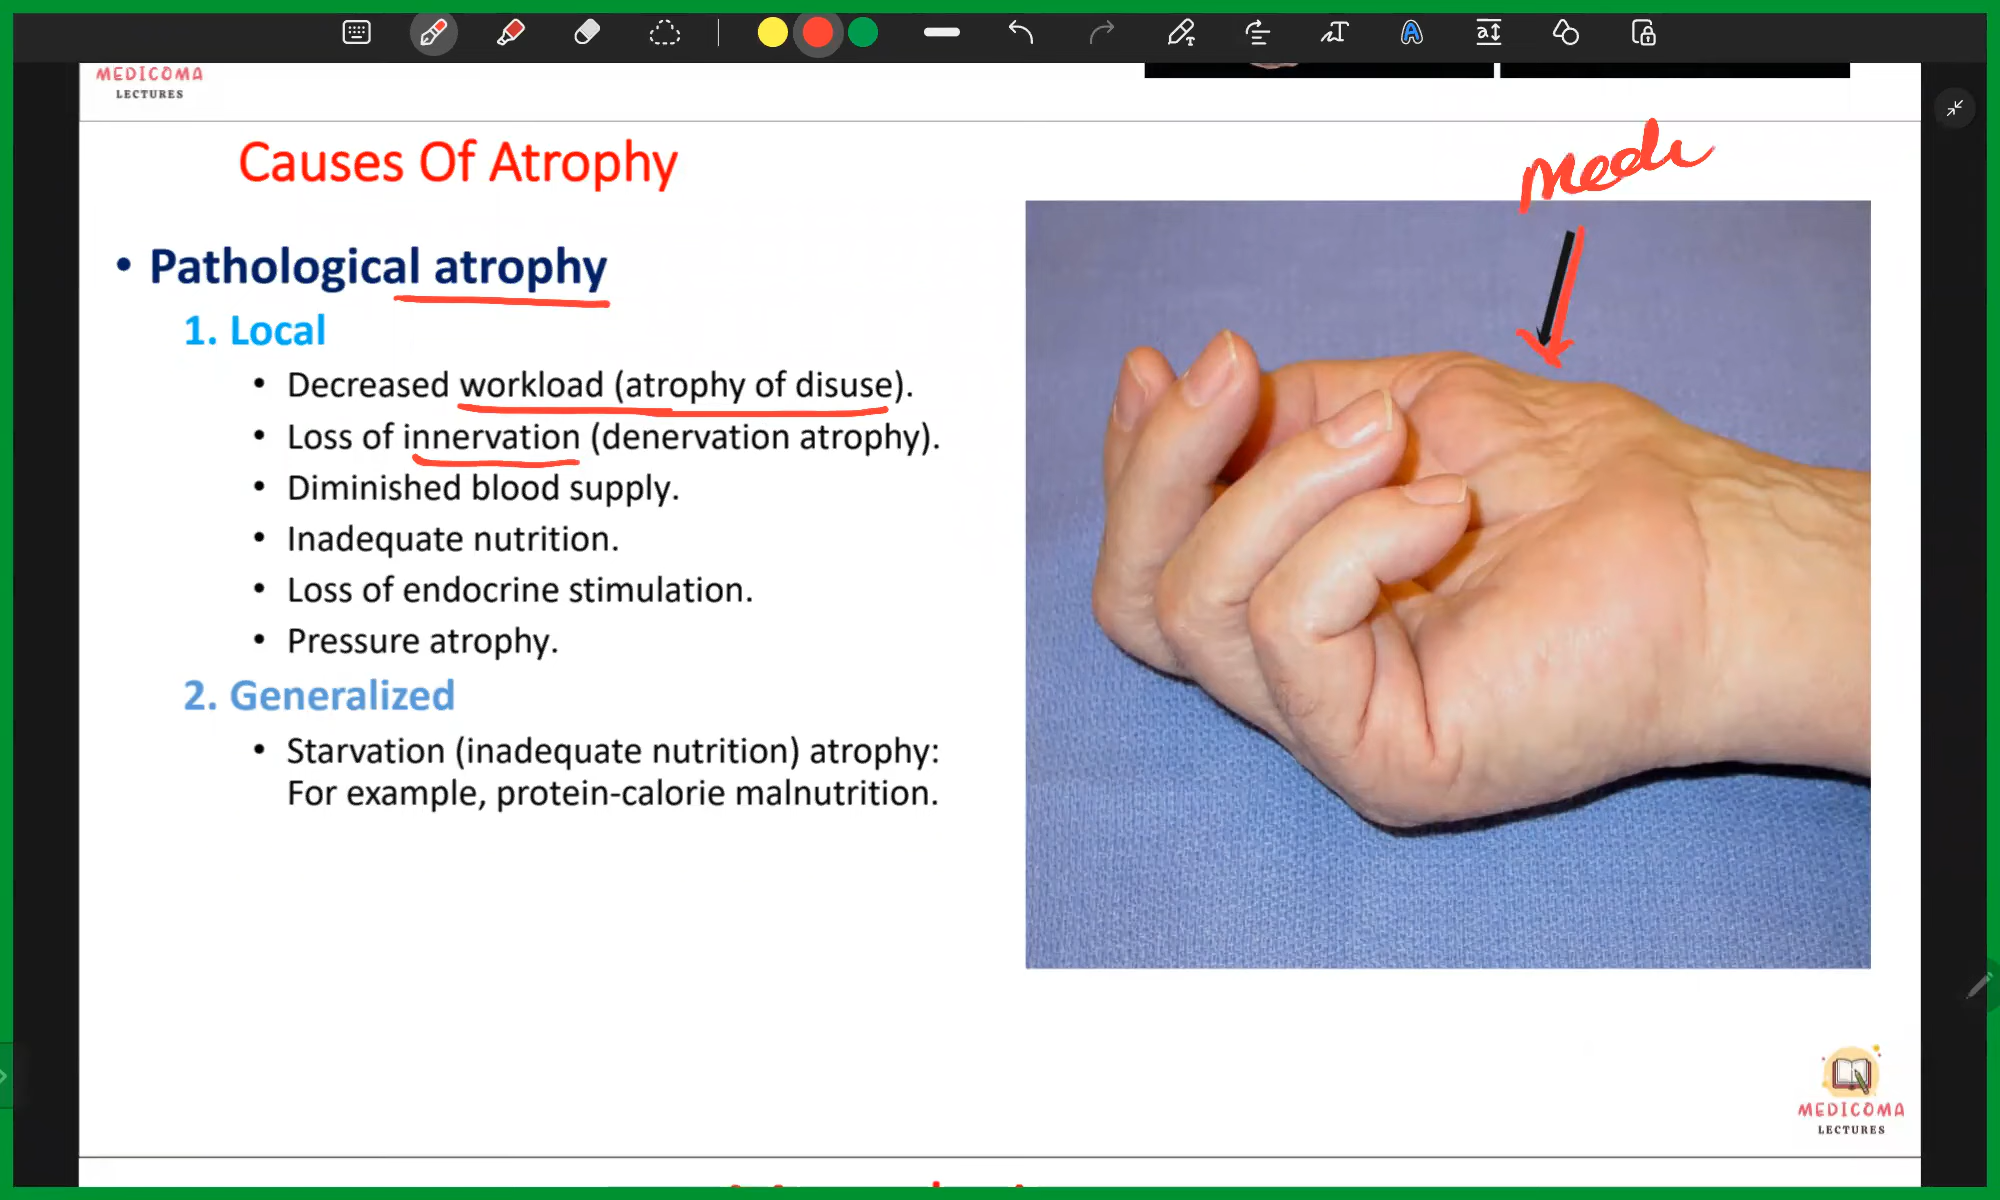 MEDICOMA
LECTURES
Causes Of Atrophy
Medi
• Pathological atrophy
1. Local
• Decreased workload (atrophy of disuse).
• Loss of innervation (denervation atrophy).
• Diminished blood supply.
• Inadequate nutrition.
• Loss of endocrine stimulation.
• Pressure atrophy.
2. Generalized
• Starvation (inadequate nutrition) atrophy:
For example, protein-calorie malnutrition.
MEDICOMA
LECTURES